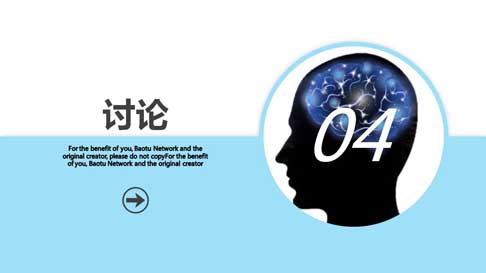 讨论
For the benefit of you, Baotu Network and the
original creator, please do not copyFor the benefit
of you, Baotu Network and the original creator
04